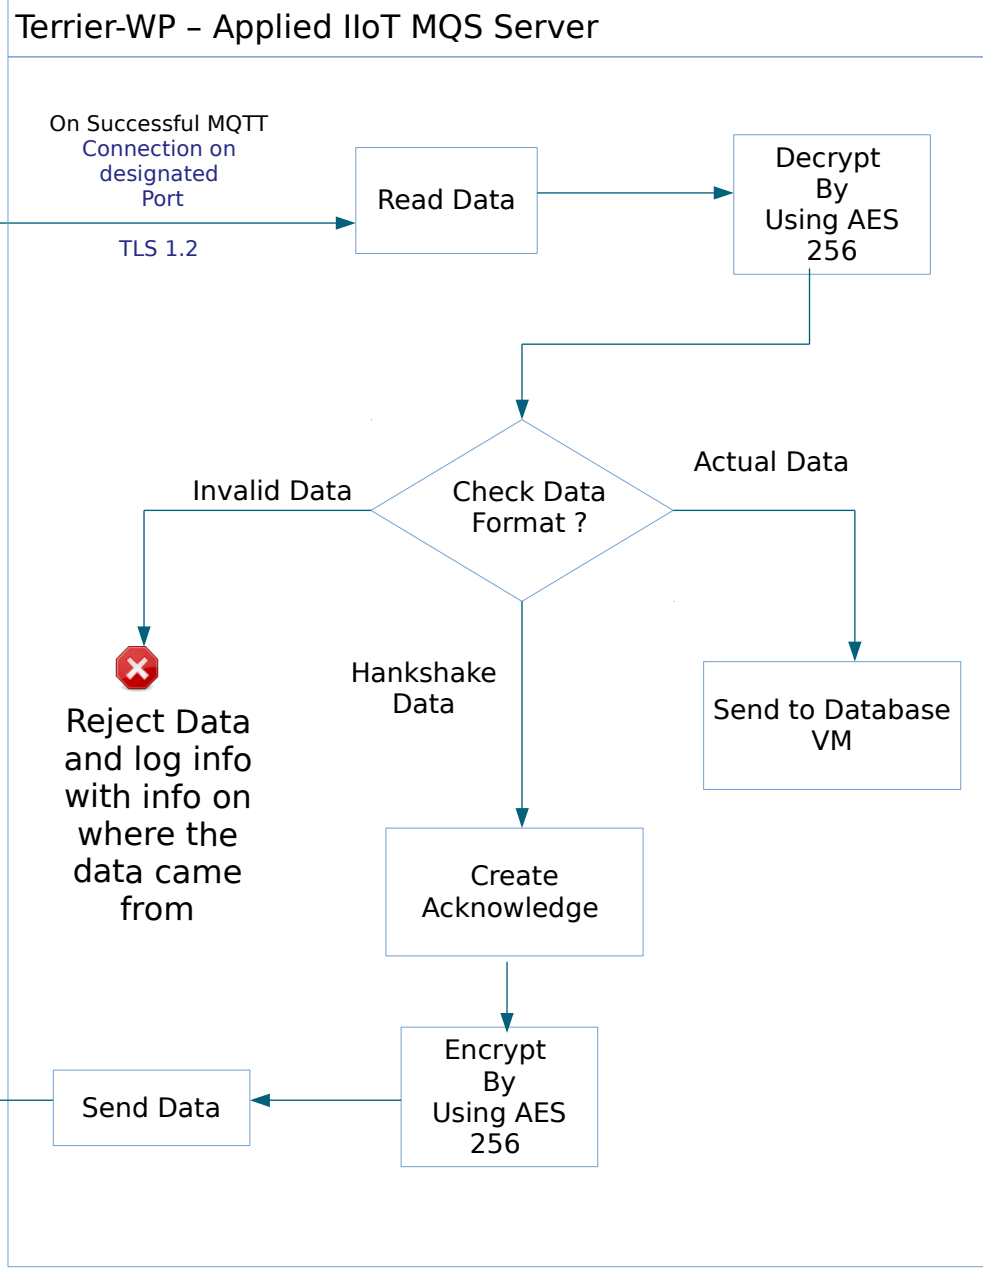 Terrier-WP – Applied IIoT MQS Server
On Successful MQTT
Connection on
designated
Port
TLS 1.2
Read Data
Decrypt
By
Using AES
256
Check Data
Format ?
Invalid Data
Actual Data
Hankshake
Data
Reject Data
and log info
with info on
where the
data came
from
Send to Database
VM
Create
Acknowledge
Encrypt
By
Using AES
256
Send Data